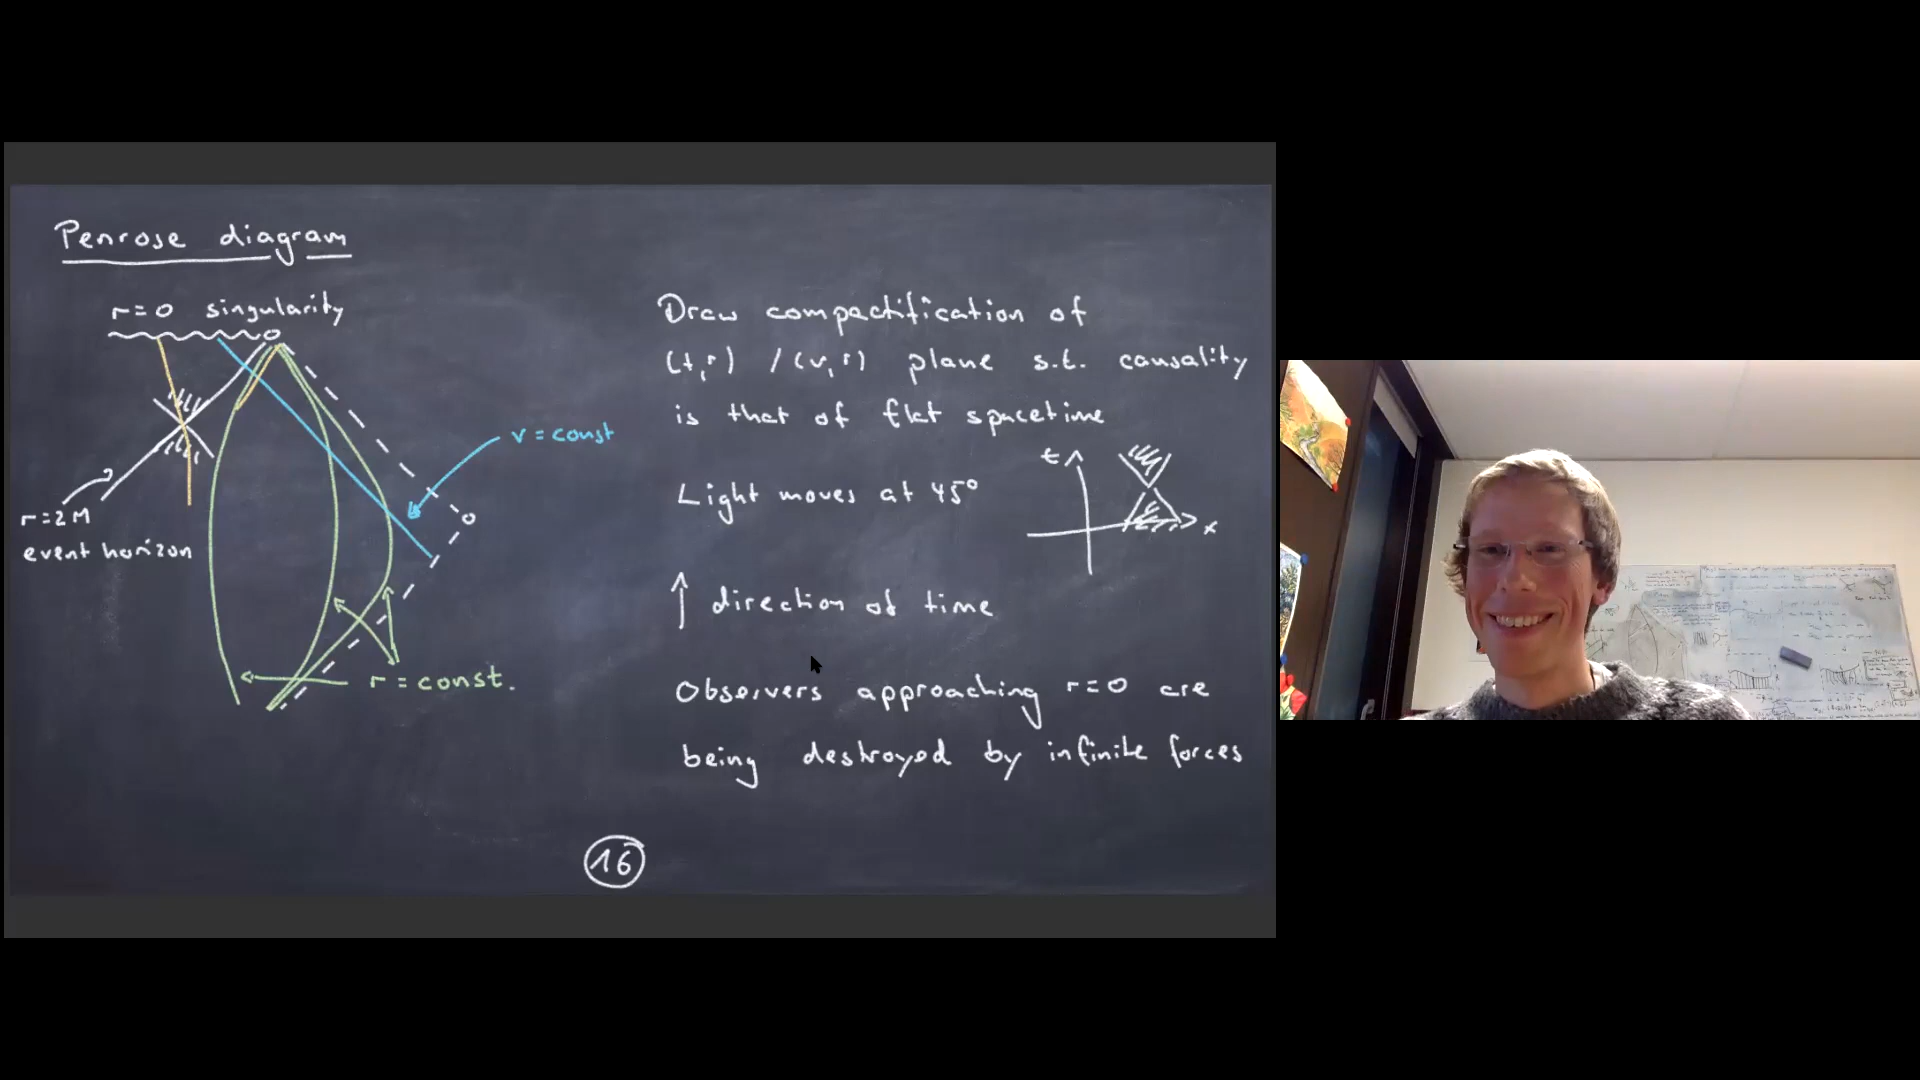 Penrose diagram
r=0 singularity
v = const
r=2M
event horizon
r = const.
Draw compactification of
(t,r) / (v,r) plane s.t. causality
is that of flat spacetime
Light moves at 45°
t
x
↑ direction of time
Observers approaching r=0 are
being destroyed by infinite forces
16